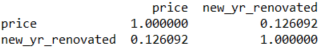 price new_yr_renovated
price 1.000000 0.126092
new_yr_renovated 0.126092 1.000000